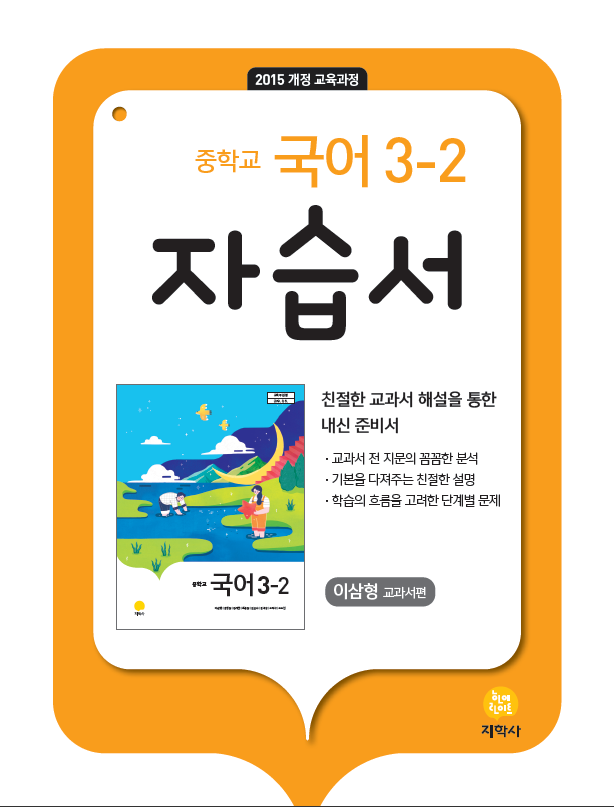 2015 개정 교육과정
중학교 국어 3-2
자습서
친절한 교과서 해설을 통한
내신 준비서
· 교과서 전 지문의 꼼꼼한 분석
· 기본을 다져주는 친절한 설명
· 학습의 흐름을 고려한 단계별 문제
중학교 국어 3-2
지학사
이삼형 교과서편
지학사